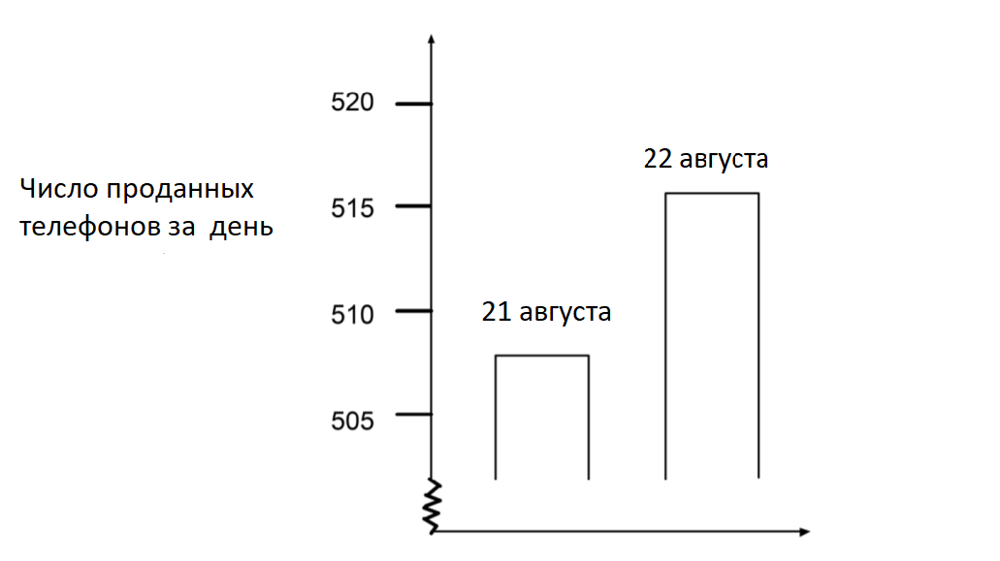 520
22 августа
Число проданных
телефонов за день
515
510
21 августа
505